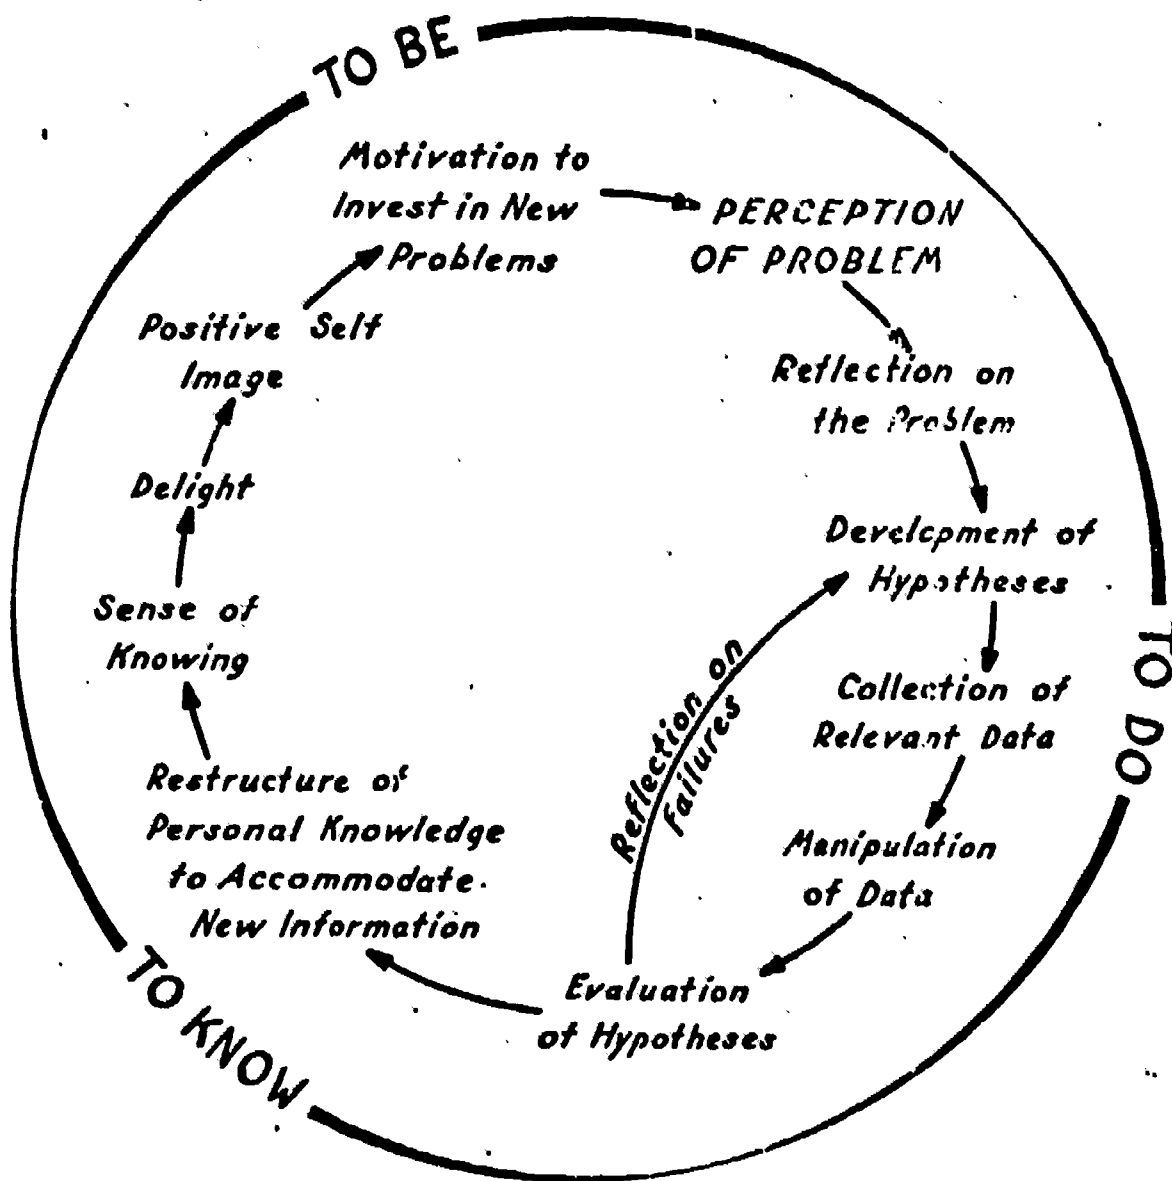 TO BE
Motivation to
Invest in New
Problems
PERCEPTION
OF PROBLEM
Reflection on
the Problem
Development of
Hypotheses
TO DO
Collection of
Relevant Data
Manipulation
of Data
Evaluation
of Hypotheses
Reflection on
Failures
Restructure of
Personal Knowledge
to Accommodate
New Information
TO KNOW
Sense of
Knowing
Delight
Positive Self
Image